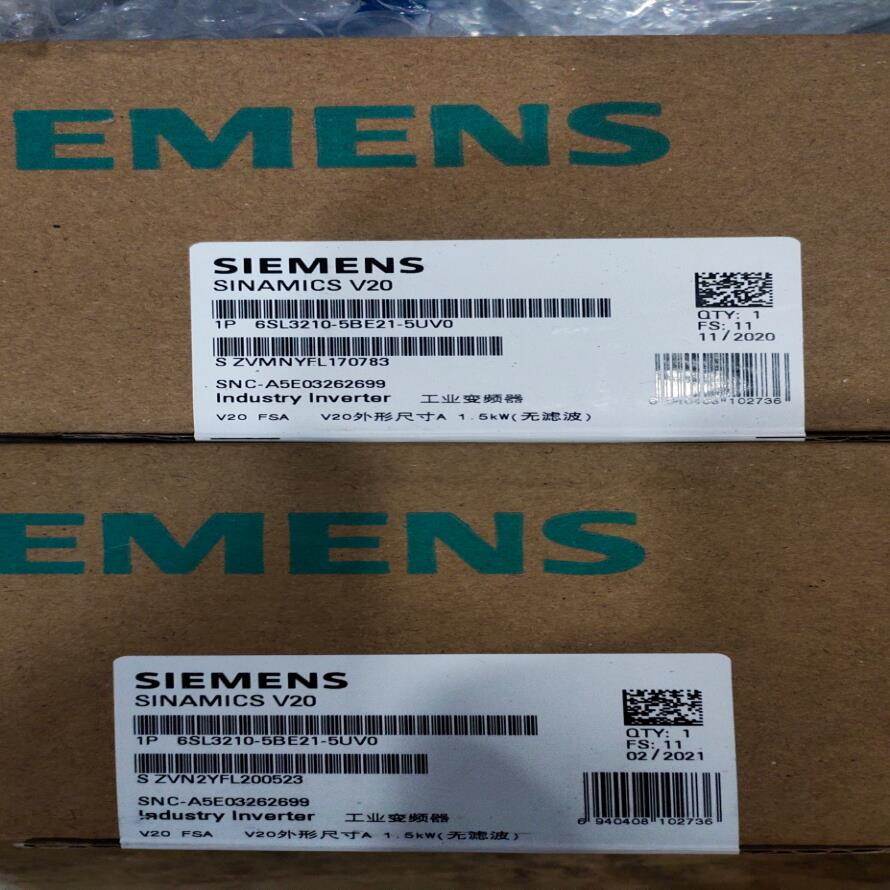 EMENS
SIEMENS
SINAMICS V20
1P 6SL3210-5BE21-5UV0
QTY: 1
FS: 11
11/2020
S ZVMNYFL170783
SNC-A5E03262699
Industry Inverter 工业变频器
102736
V20 FSA V20外形尺寸A 1.5kW(无滤波)
EMENS
SIEMENS
SINAMICS V20
1P 6SL3210-5BE21-5UV0
QTY: 1
FS: 11
02/2021
S ZVN2YFL200523
SNC-A5E03262699
Industry Inverter 工业变频器
6 940408 102736
V20 FSA V20外形尺寸A 1.5kW(无滤波)